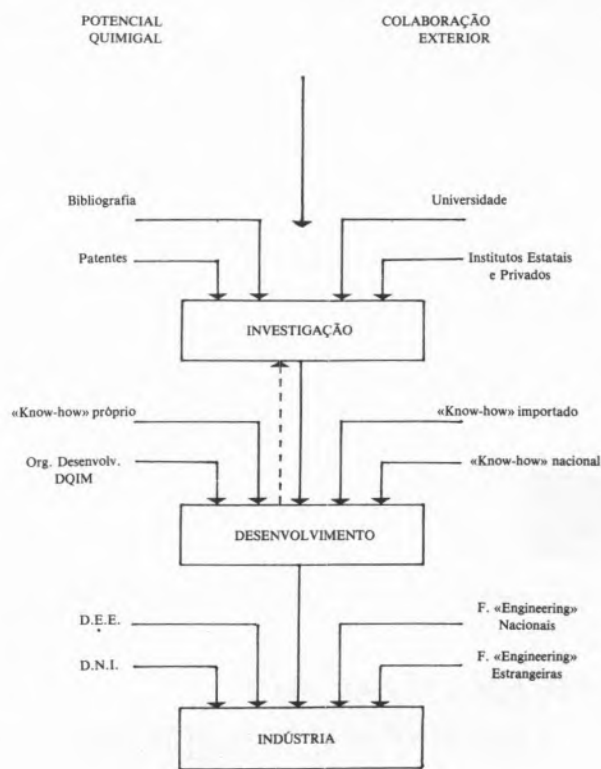 POTENCIAL
QUIMIGAL
COLABORAÇÃO
EXTERIOR
Bibliografia
Universidade
Patentes
Institutos Estatais
e Privados
INVESTIGAÇÃO
«Know-how» próprio
«Know-how» importado
Org. Desenvolv.
DQIM
«Know-how» nacional
DESENVOLVIMENTO
D.E.E.
F. «Engineering»
Nacionais
D.N.I.
F. «Engineering»
Estrangeiras
INDÚSTRIA